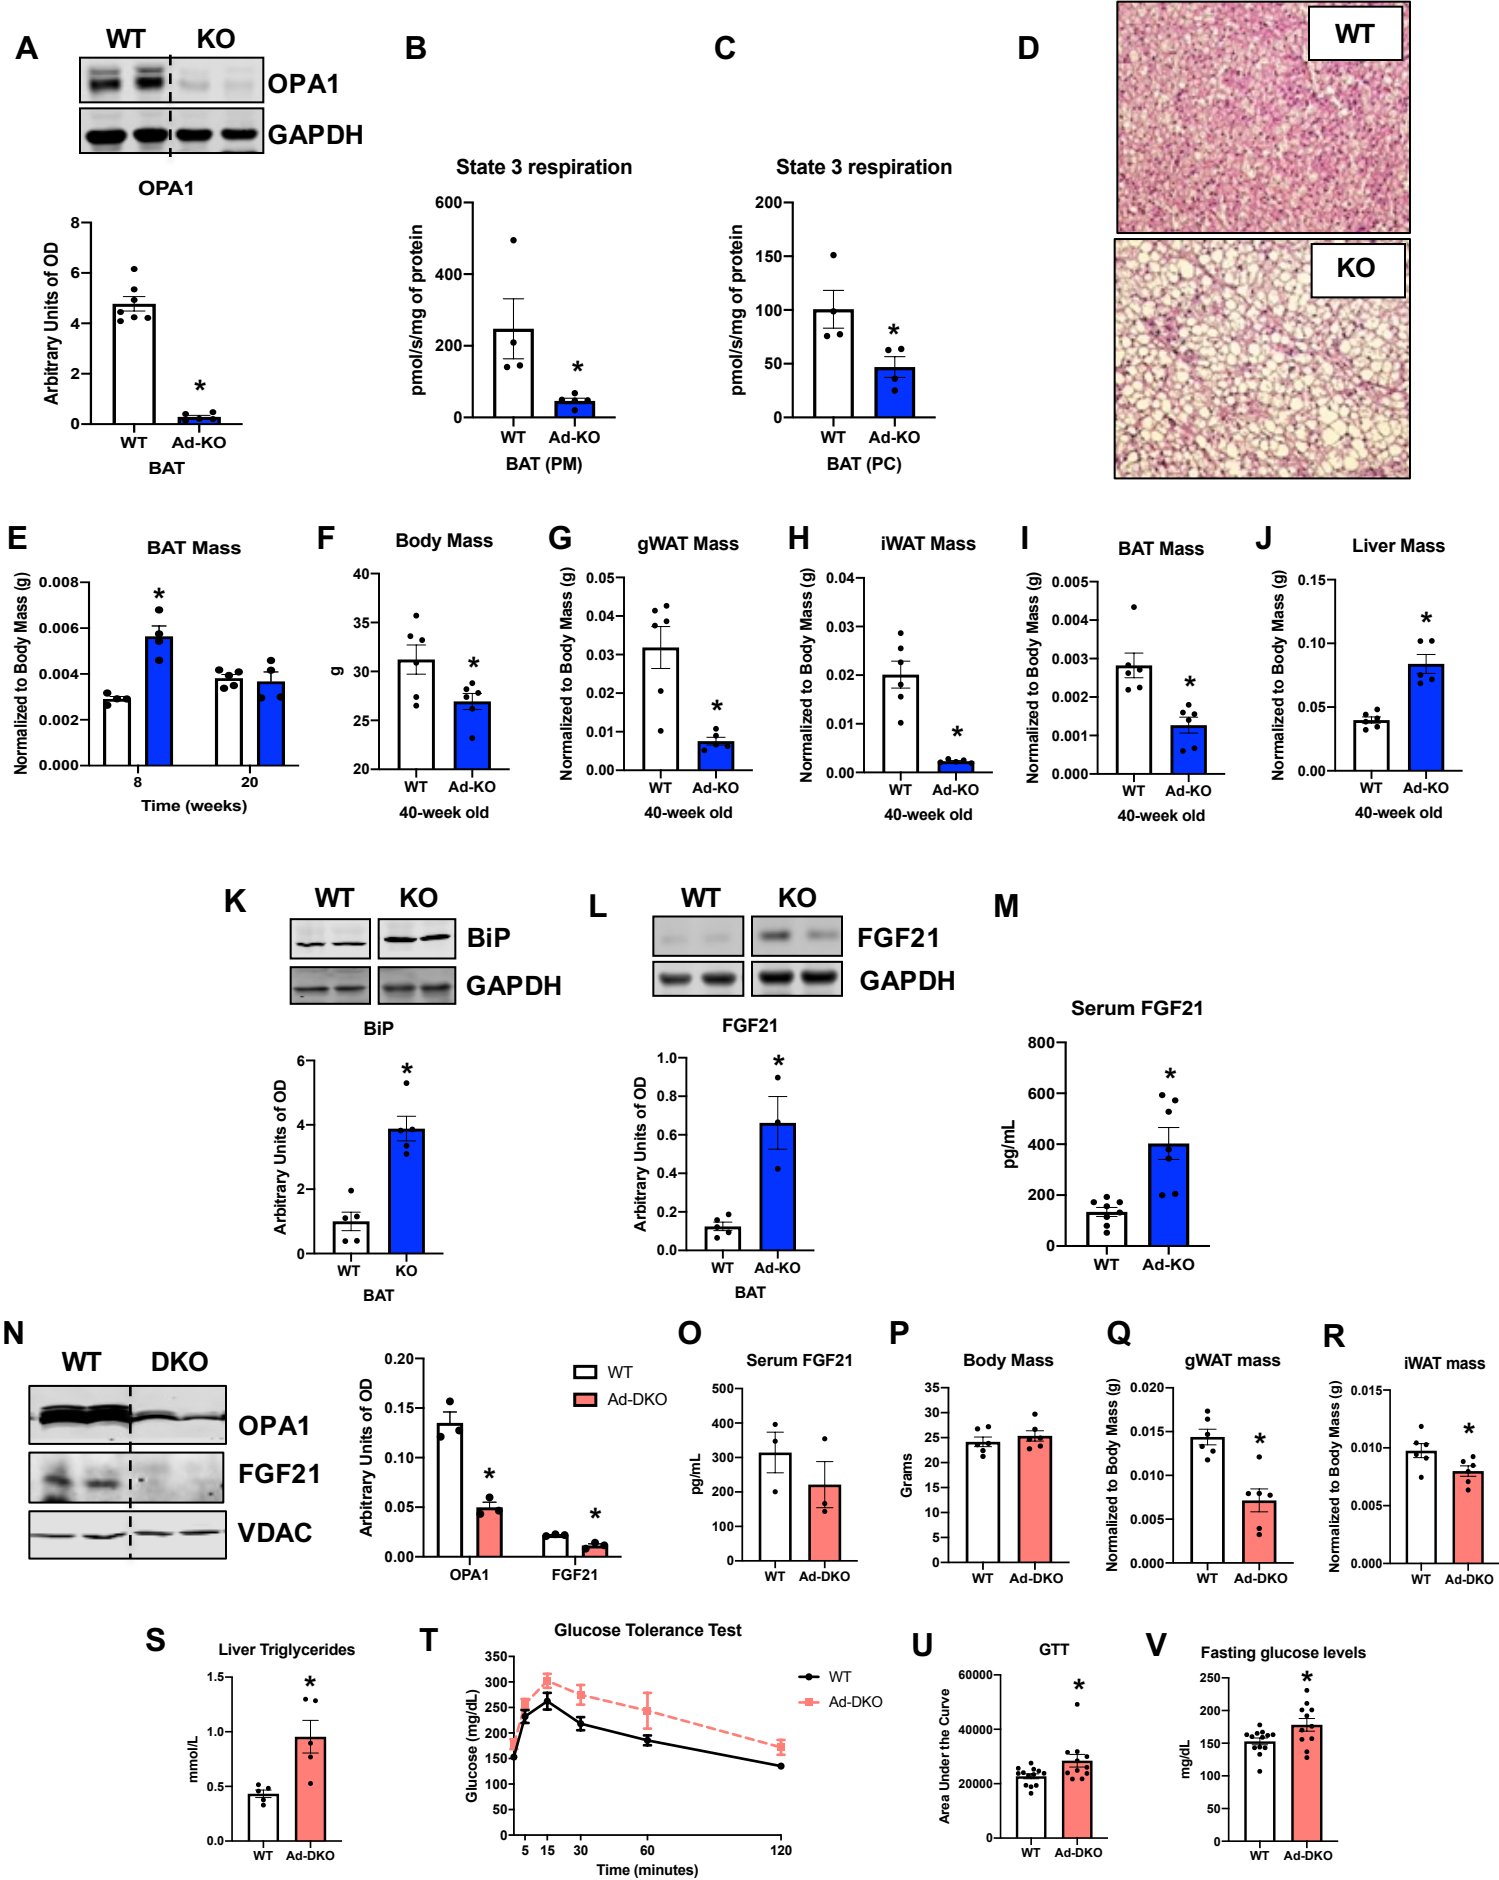 A
WT KO
OPA1
GAPDH
OPA1
Arbitrary Units of OD
8
6
4
2
0
*
WT Ad-KO
BAT
B
State 3 respiration
pmol/s/mg of protein
600
400
200
0
*
WT Ad-KO
BAT (PM)
C
State 3 respiration
pmol/s/mg of protein
200
150
100
50
0
*
WT Ad-KO
BAT (PC)
D
WT
KO
E
BAT Mass
Normalized to Body Mass (g)
0.008
0.006
0.004
0.002
0.000
*
8 20
Time (weeks)
F
Body Mass
g
40
35
30
25
20
*
WT Ad-KO
40-week old
G
gWAT Mass
Normalized to Body Mass (g)
0.05
0.04
0.03
0.02
0.01
0.00
*
WT Ad-KO
40-week old
H
iWAT Mass
Normalized to Body Mass (g)
0.04
0.03
0.02
0.01
0.00
*
WT Ad-KO
40-week old
I
BAT Mass
Normalized to Body Mass (g)
0.005
0.004
0.003
0.002
0.001
0.000
*
WT Ad-KO
40-week old
J
Liver Mass
Normalized to Body Mass (g)
0.15
0.10
0.05
0.00
*
WT Ad-KO
40-week old
K
WT KO
BiP
GAPDH
BiP
Arbitrary Units of OD
6
4
2
0
*
WT KO
BAT
L
WT KO
FGF21
GAPDH
FGF21
Arbitrary Units of OD
1.0
0.8
0.6
0.4
0.2
0.0
*
WT Ad-KO
BAT
M
Serum FGF21
pg/mL
800
600
400
200
0
*
WT Ad-KO
N
WT DKO
OPA1
FGF21
VDAC
Arbitrary Units of OD
0.20
0.15
0.10
0.05
0.00
*
*
OPA1 FGF21
WT
Ad-DKO
O
Serum FGF21
pg/mL
500
400
300
200
100
0
WT Ad-DKO
P
Body Mass
Grams
35
30
25
20
15
10
5
0
WT Ad-DKO
Q
gWAT mass
Normalized to Body Mass (g)
0.020
0.015
0.010
0.005
0.000
*
WT Ad-DKO
R
iWAT mass
Normalized to Body Mass (g)
0.015
0.010
0.005
0.000
*
WT Ad-DKO
S
Liver Triglycerides
mmol/L
1.5
1.0
0.5
0.0
*
WT Ad-DKO
T
Glucose Tolerance Test
Glucose (mg/dL)
350
300
250
200
150
100
50
0
5 15 30 60 120
Time (minutes)
WT
Ad-DKO
U
GTT
Area Under the Curve
60000
40000
20000
0
*
WT Ad-DKO
V
Fasting glucose levels
mg/dL
250
200
150
100
50
0
*
WT Ad-DKO